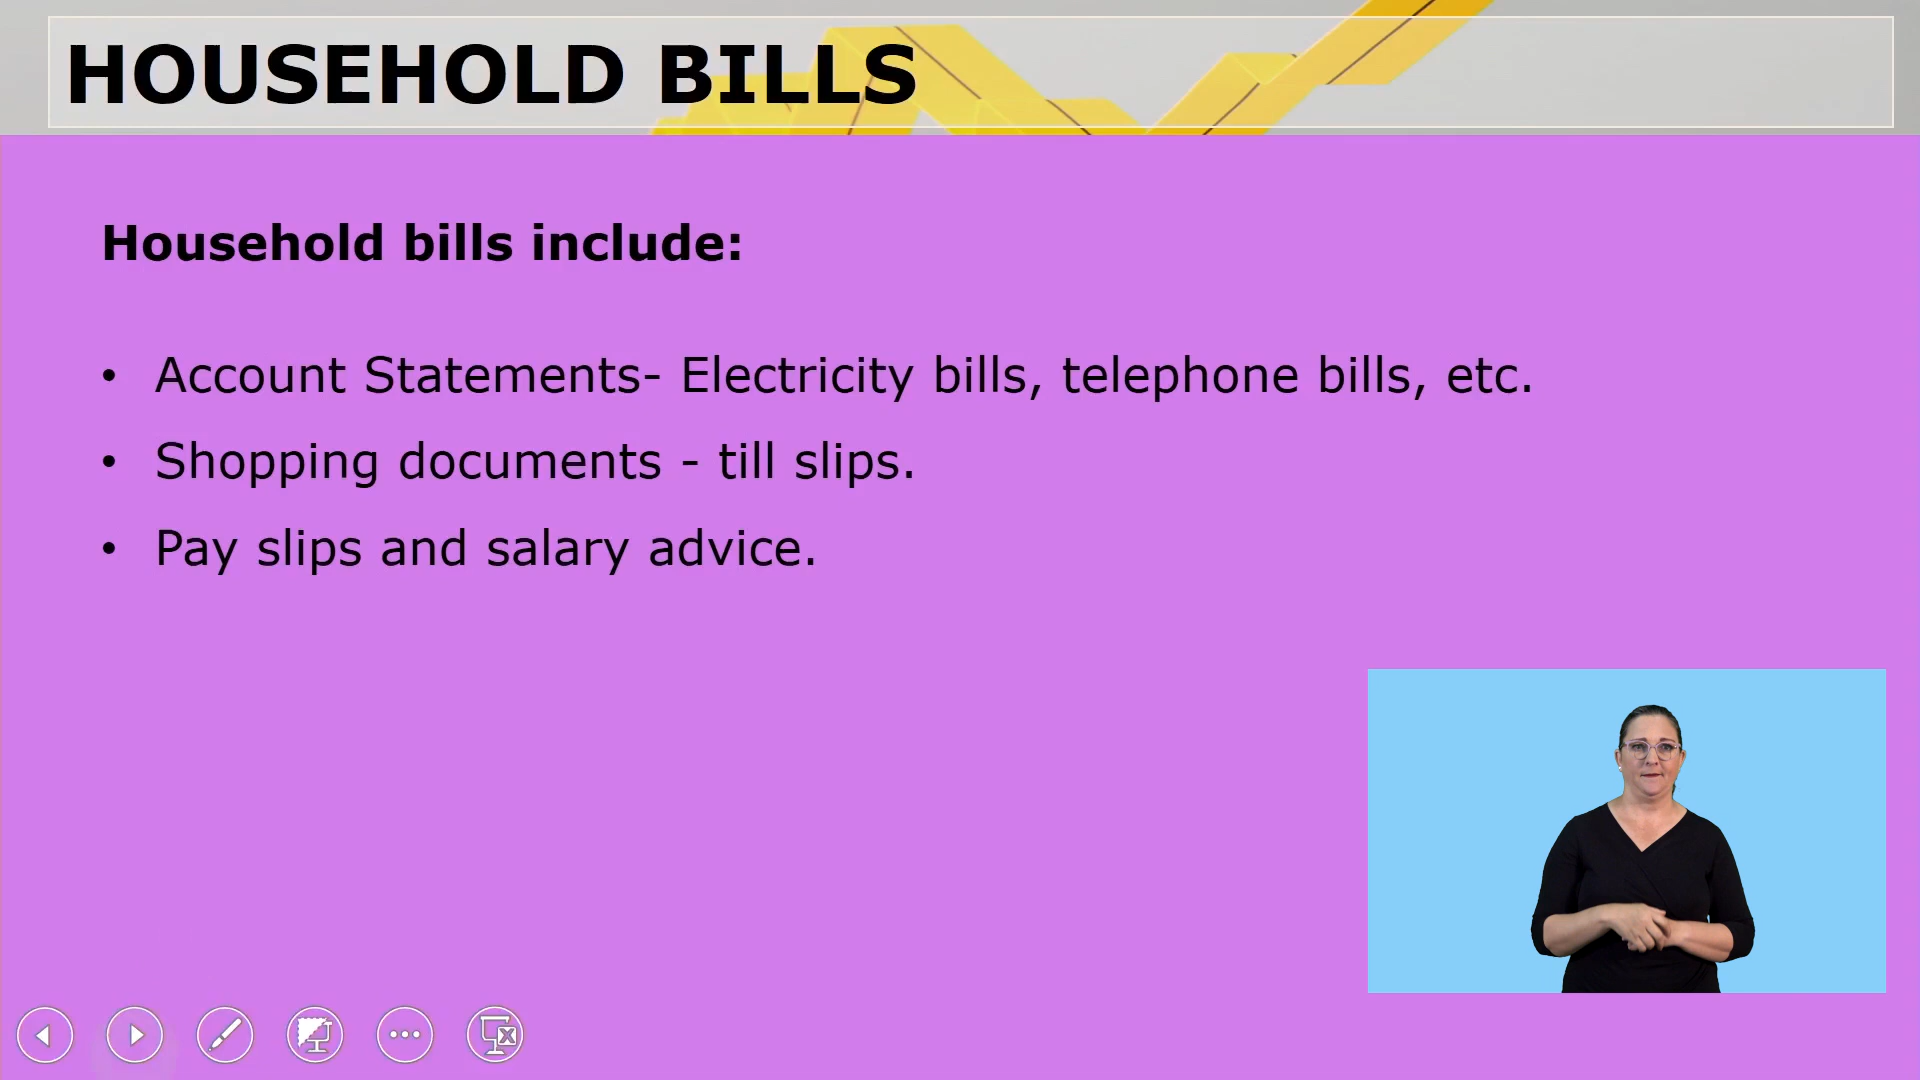 HOUSEHOLD BILLS
Household bills include:
• Account Statements- Electricity bills, telephone bills, etc.
• Shopping documents - till slips.
• Pay slips and salary advice.